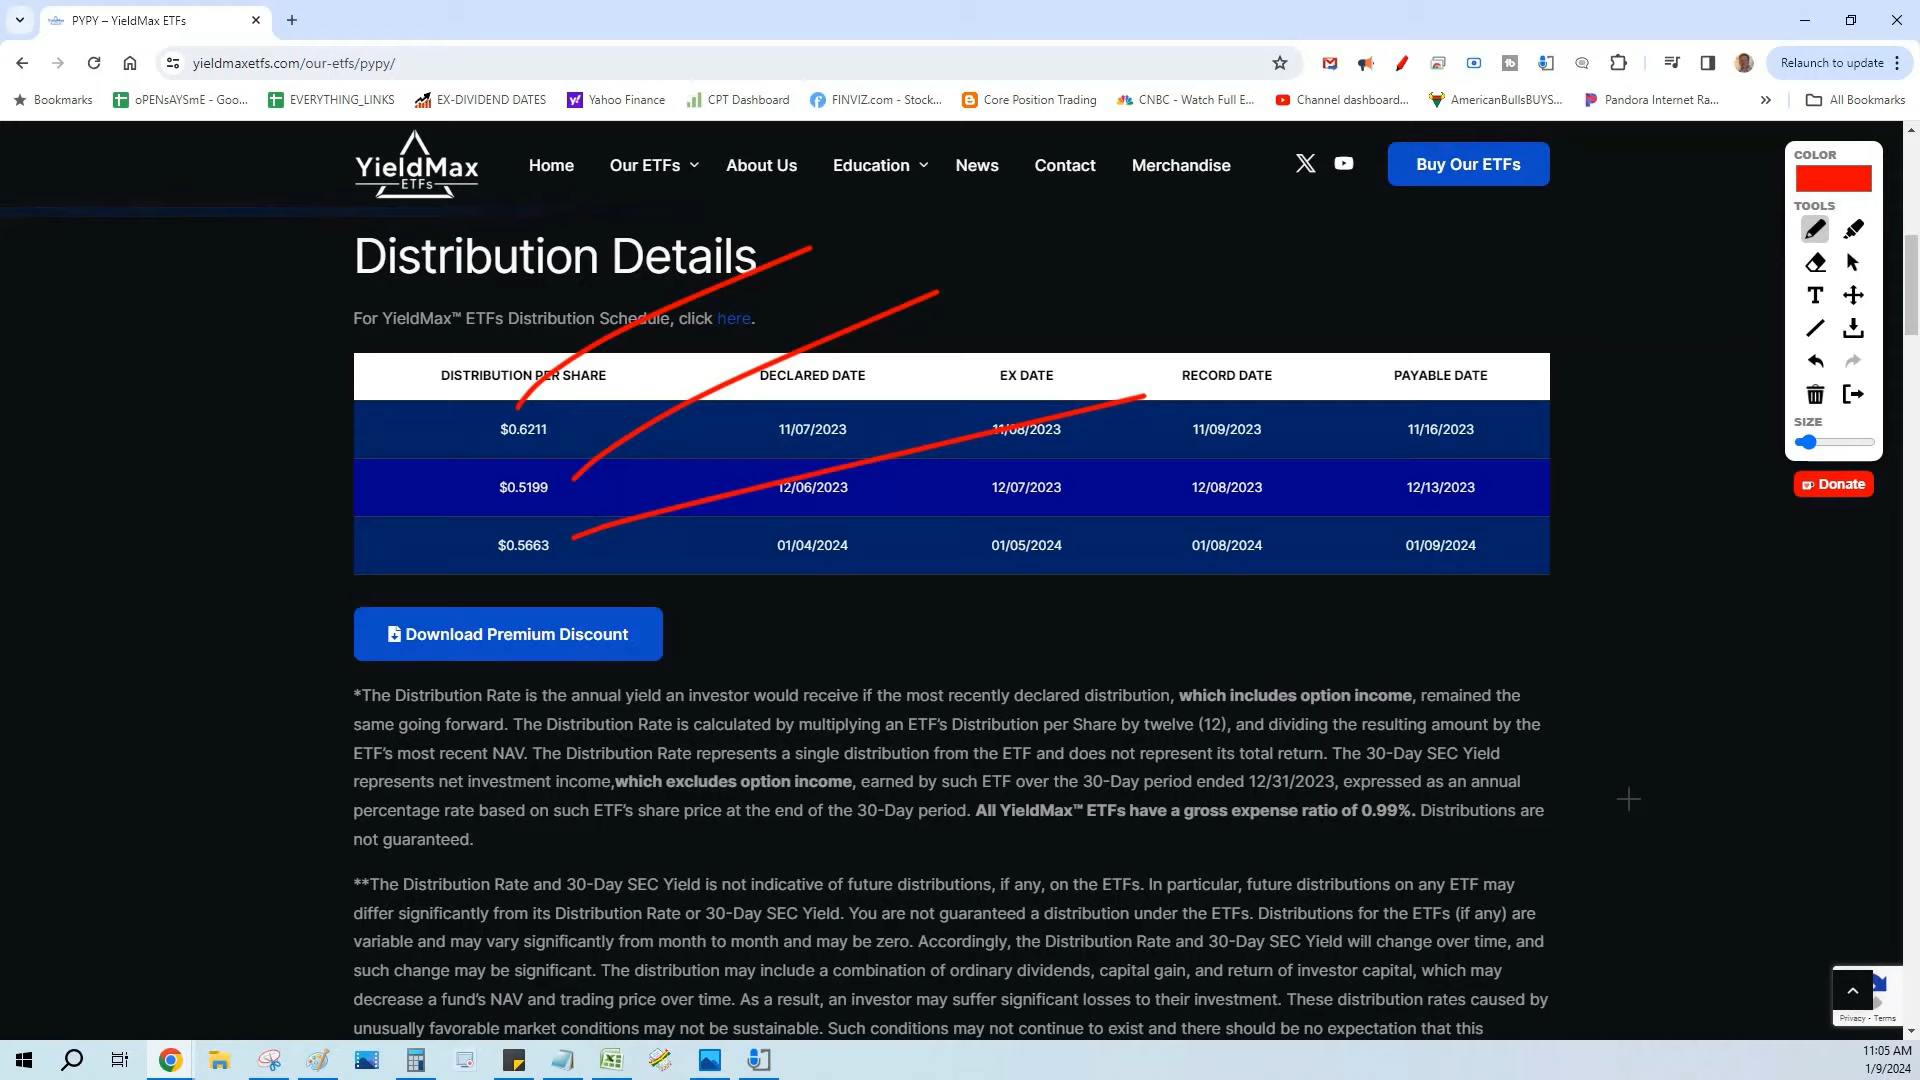 PYPY – YieldMax ETFs
yieldmaxetfs.com/our-etfs/pypy/
Relaunch to update
Bookmarks
oPENsAYSmE - Goo...
EVERYTHING_LINKS
EX-DIVIDEND DATES
Yahoo Finance
CPT Dashboard
FINVIZ.com - Stock...
Core Position Trading
CNBC - Watch Full E...
Channel dashboard...
AmericanBullsBUYS...
Pandora Internet Ra...
All Bookmarks
YieldMax
ETFs
Home
Our ETFs
About Us
Education
News
Contact
Merchandise
Buy Our ETFs
COLOR
TOOLS
SIZE
Donate
Distribution Details
For YieldMax™ ETFs Distribution Schedule, click here.
DISTRIBUTION PER SHARE DECLARED DATE EX DATE RECORD DATE PAYABLE DATE
$0.6211 11/07/2023 11/08/2023 11/09/2023 11/16/2023
$0.5199 12/06/2023 12/07/2023 12/08/2023 12/13/2023
$0.5663 01/04/2024 01/05/2024 01/08/2024 01/09/2024
Download Premium Discount
*The Distribution Rate is the annual yield an investor would receive if the most recently declared distribution, which includes option income, remained the
same going forward. The Distribution Rate is calculated by multiplying an ETF's Distribution per Share by twelve (12), and dividing the resulting amount by the
ETF's most recent NAV. The Distribution Rate represents a single distribution from the ETF and does not represent its total return. The 30-Day SEC Yield
represents net investment income,which excludes option income, earned by such ETF over the 30-Day period ended 12/31/2023, expressed as an annual
percentage rate based on such ETF's share price at the end of the 30-Day period. All YieldMax™ ETFs have a gross expense ratio of 0.99%. Distributions are
not guaranteed.
**The Distribution Rate and 30-Day SEC Yield is not indicative of future distributions, if any, on the ETFs. In particular, future distributions on any ETF may
differ significantly from its Distribution Rate or 30-Day SEC Yield. You are not guaranteed a distribution under the ETFs. Distributions for the ETFs (if any) are
variable and may vary significantly from month to month and may be zero. Accordingly, the Distribution Rate and 30-Day SEC Yield will change over time, and
such change may be significant. The distribution may include a combination of ordinary dividends, capital gain, and return of investor capital, which may
decrease a fund's NAV and trading price over time. As a result, an investor may suffer significant losses to their investment. These distribution rates caused by
unusually favorable market conditions may not be sustainable. Such conditions may not continue to exist and there should be no expectation that this
Privacy - Terms
11:05 AM
1/9/2024